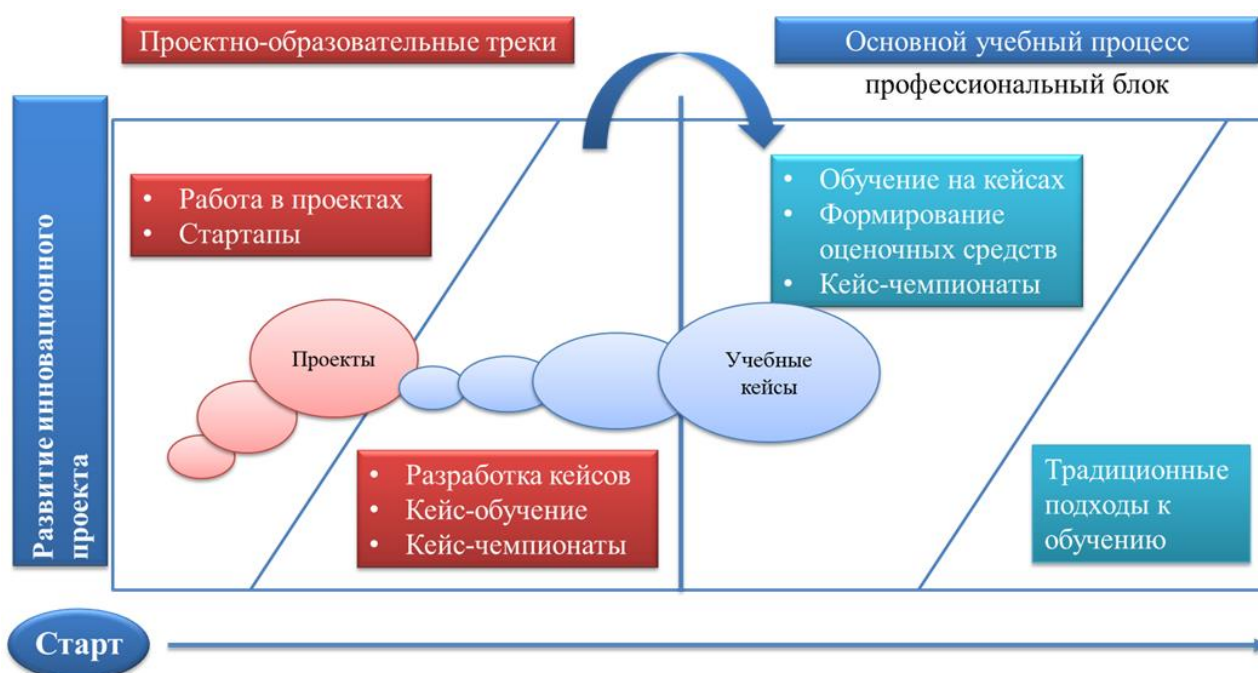 Проектно-образовательные треки
Основной учебный процесс
профессиональный блок
Развитие инновационного
проекта
• Работа в проектах
• Стартапы
• Обучение на кейсах
• Формирование
оценочных средств
• Кейс-чемпионаты
Проекты
Учебные
кейсы
• Разработка кейсов
• Кейс-обучение
• Кейс-чемпионаты
Традиционные
подходы к
обучению
Старт